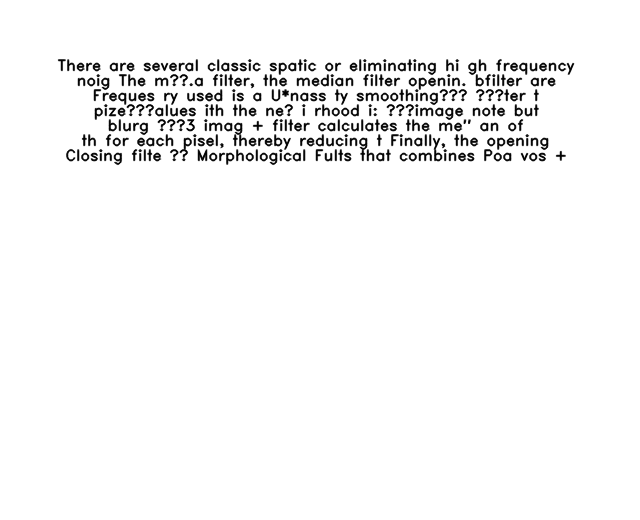 There are several classic spatic or eliminating hi gh frequency
noig The m??.a filter, the median filter openin. bfilter are
Freques ry used is a U*nass ty smoothing??? ???ter t
pize???alues ith the ne? i rhood i: ???image note but
blurg ???3 imag + filter calculates the me" an of
th for each pisel, thereby reducing t Finally, the opening
Closing filte ?? Morphological Fults that combines Poa vos +